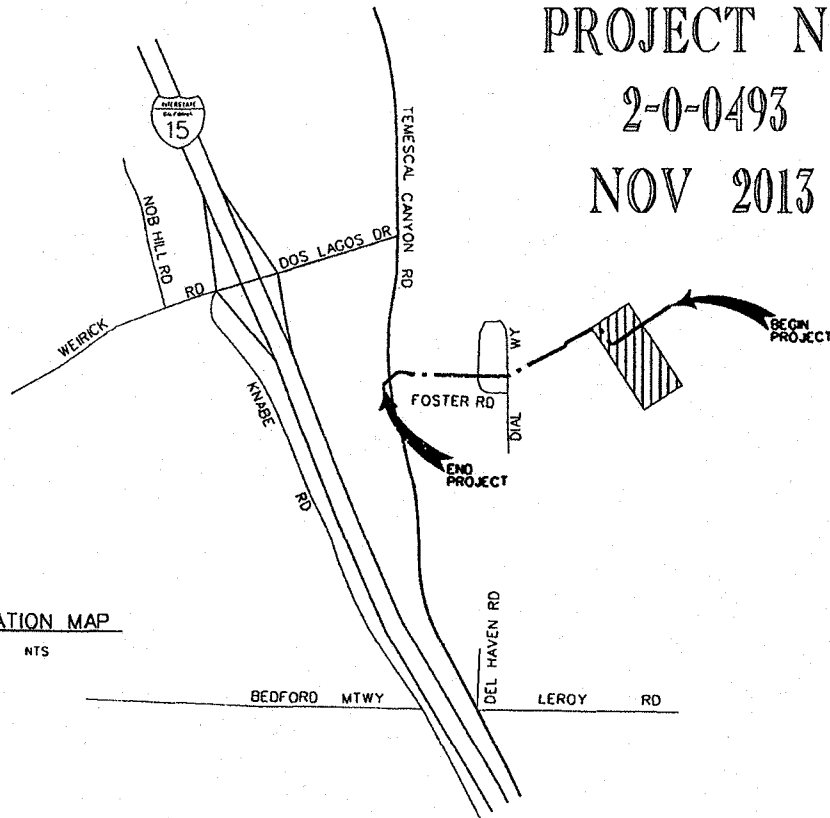 PROJECT N
2-0-0493
NOV 2013
INTERSTATE
CALIFORNIA
15
TEMESCAL CANYON RD
NOB HILL RD
DOS LAGOS DR
WEIRICK RD
BEGIN
PROJECT
DIAL WY
FOSTER RD
KNABE RD
END
PROJECT
ATION MAP
NTS
DEL HAVEN RD
BEDFORD MTWY
LEROY RD